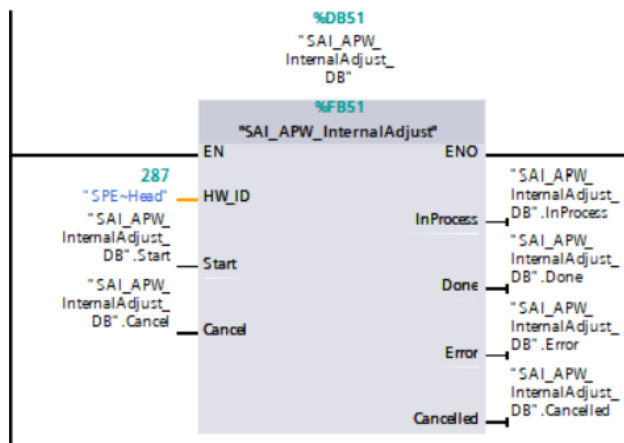 %DB51
"SAI_APW_
InternalAdjust_
DB"
%FB51
"SAI_APW_InternalAdjust"
EN
ENO
287
"SPE~Head"
HW_ID
"SAI_APW_
InternalAdjust_
DB".Start
Start
"SAI_APW_
InternalAdjust_
DB".Cancel
Cancel
InProcess
"SAI_APW_
InternalAdjust_
DB".InProcess
Done
"SAI_APW_
InternalAdjust_
DB".Done
Error
"SAI_APW_
InternalAdjust_
DB".Error
Cancelled
"SAI_APW_
InternalAdjust_
DB".Cancelled